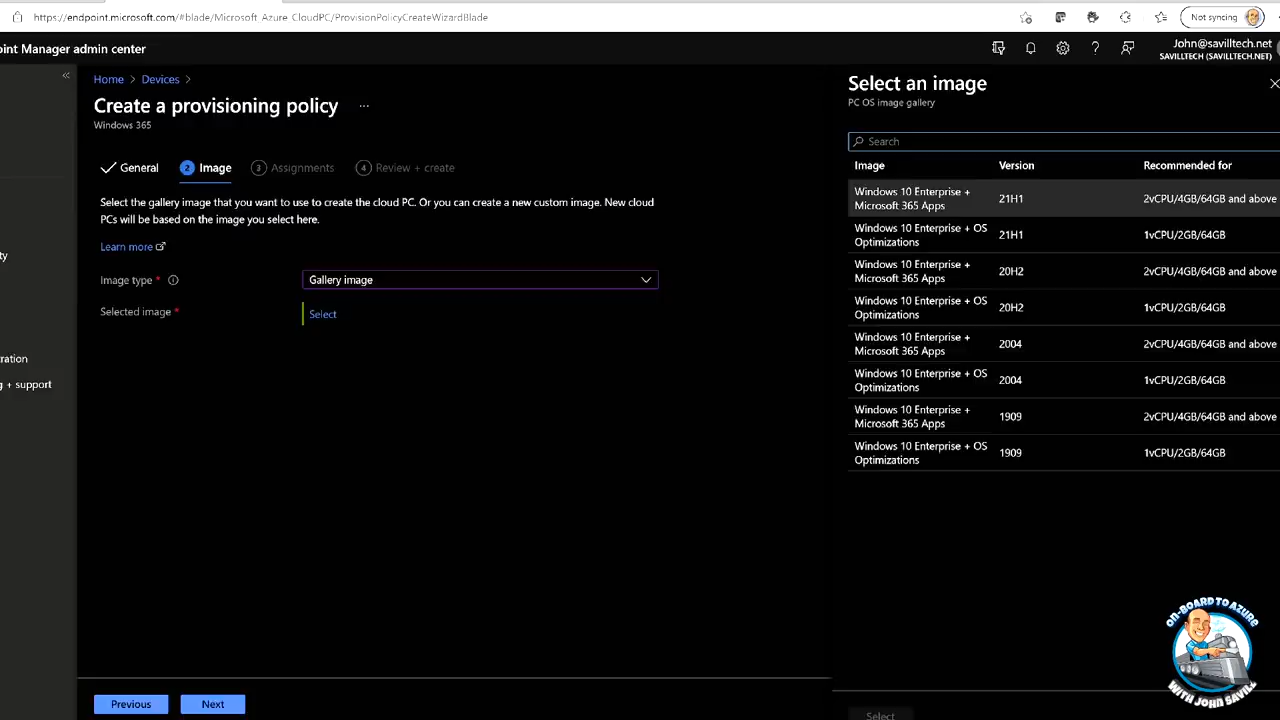 https://endpoint.microsoft.com/#blade/Microsoft_Azure_CloudPC/ProvisionPolicyCreateWizardBlade
Not syncing
int Manager admin center
John@savilltech.net
SAVILLTECH (SAVILLTECH.NET)
Home > Devices >
Create a provisioning policy ...
Windows 365
General
2 Image
3 Assignments
4 Review + create
Select the gallery image that you want to use to create the cloud PC. Or you can create a new custom image. New cloud
PCs will be based on the image you select here.
Learn more
Image type *
Gallery image
Selected image *
Select
ty
ration
g + support
Previous
Next
Select an image
PC OS image gallery
Search
Image Version Recommended for
Windows 10 Enterprise +
Microsoft 365 Apps
21H1
2vCPU/4GB/64GB and above
Windows 10 Enterprise + OS
Optimizations
21H1
1vCPU/2GB/64GB
Windows 10 Enterprise +
Microsoft 365 Apps
20H2
2vCPU/4GB/64GB and above
Windows 10 Enterprise + OS
Optimizations
20H2
1vCPU/2GB/64GB
Windows 10 Enterprise +
Microsoft 365 Apps
2004
2vCPU/4GB/64GB and above
Windows 10 Enterprise + OS
Optimizations
2004
1vCPU/2GB/64GB
Windows 10 Enterprise +
Microsoft 365 Apps
1909
2vCPU/4GB/64GB and above
Windows 10 Enterprise + OS
Optimizations
1909
1vCPU/2GB/64GB
Select
ON-BOARD TO AZURE
WITH JOHN SAVILL